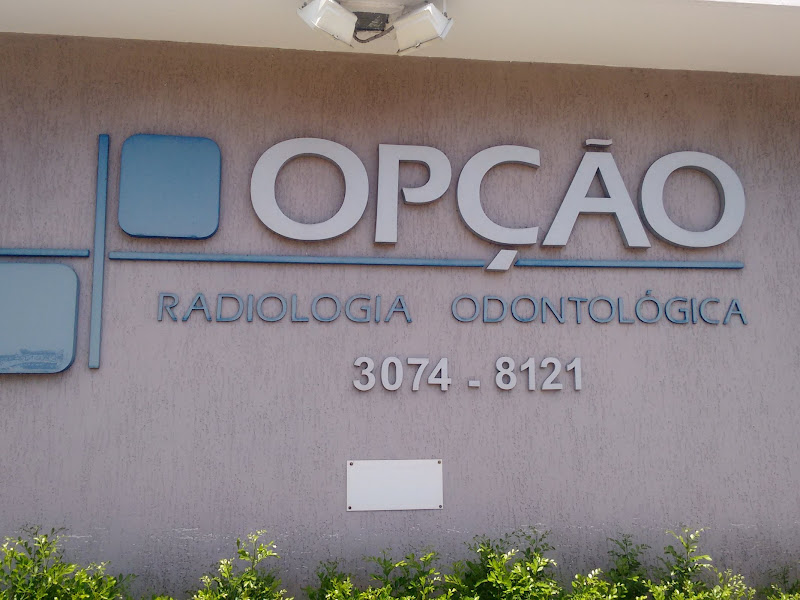 OPÇÃO
RADIOLOGIA ODONTOLÓGICA
3074 - 8121